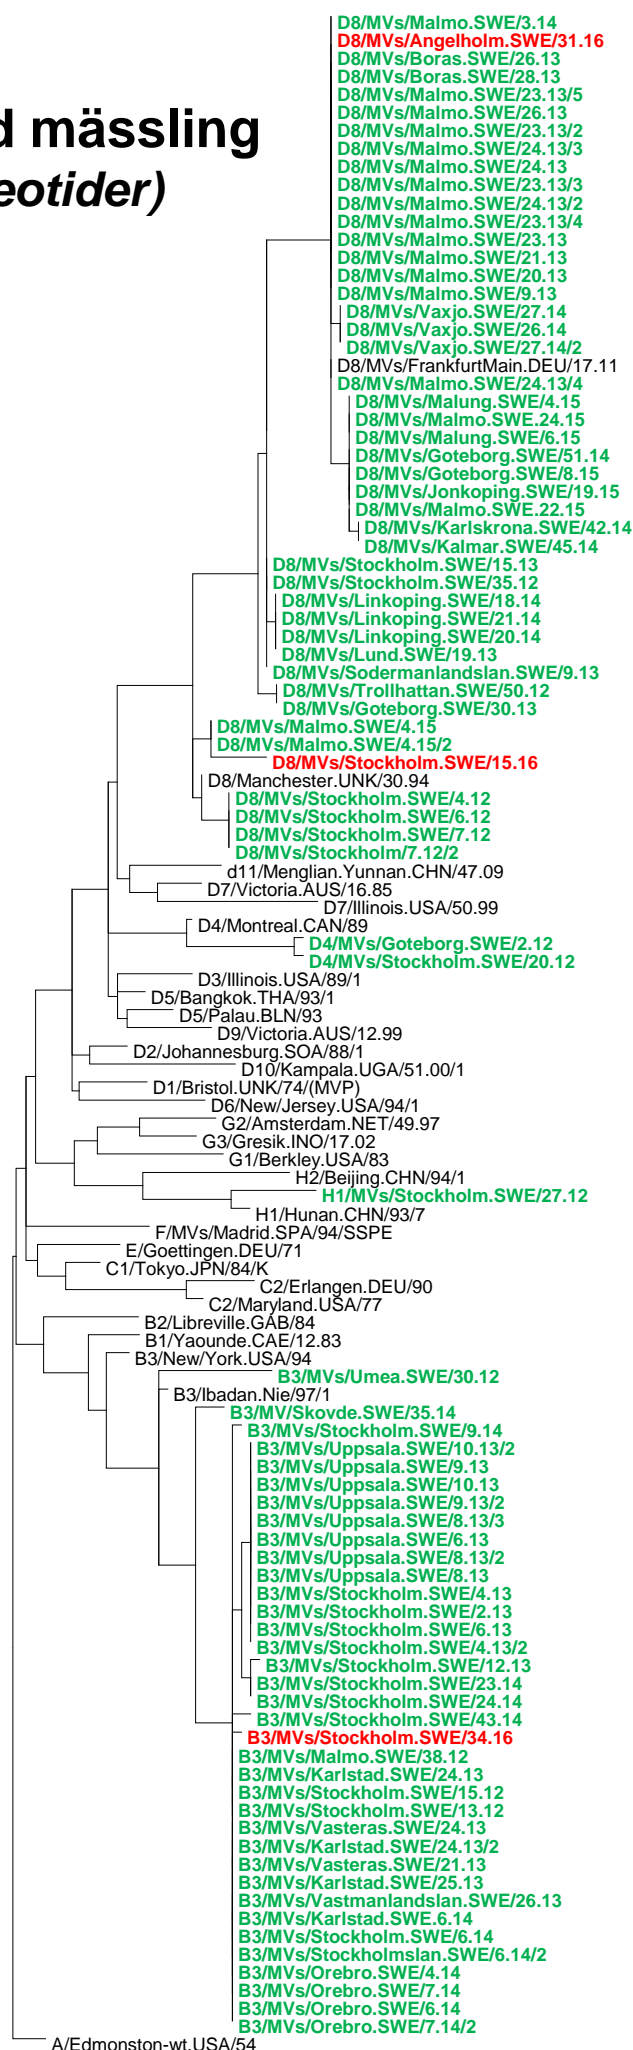 D8/MVs/Malmo.SWE/3.14
D8/MVs/Angelholm.SWE/31.16
D8/MVs/Boras.SWE/26.13
D8/MVs/Boras.SWE/28.13
D8/MVs/Malmo.SWE/23.13/5
D8/MVs/Malmo.SWE/26.13
d mässling
D8/MVs/Malmo.SWE/23.13/2
D8/MVs/Malmo.SWE/24.13/3
D8/MVs/Malmo.SWE/24.13
D8/MVs/Malmo.SWE/23.13/3
eotider)
D8/MVs/Malmo.SWE/24.13/2
D8/MVs/Malmo.SWE/23.13/4
D8/MVs/Malmo.SWE/23.13
D8/MVs/Malmo.SWE/21.13
D8/MVs/Malmo.SWE/20.13
D8/MVs/Malmo.SWE/9.13
D8/MVs/Vaxjo.SWE/27.14
D8/MVs/Vaxjo.SWE/26.14
D8/MVs/Vaxjo.SWE/27.14/2
D8/MVs/FrankfurtMain.DEU/17.11
D8/MVs/Malmo.SWE/24.13/4
D8/MVs/Malung.SWE/4.15
D8/MVs/Malmo.SWE.24.15
D8/MVs/Malung.SWE/6.15
D8/MVs/Goteborg.SWE/51.14
D8/MVs/Goteborg.SWE/8.15
D8/MVs/Jonkoping.SWE/19.15
D8/MVs/Malmo.SWE.22.15
D8/MVs/Karlskrona.SWE/42.14
D8/MVs/Kalmar.SWE/45.14
D8/MVs/Stockholm.SWE/15.13
D8/MVs/Stockholm.SWE/35.12
D8/MVs/Linkoping.SWE/18.14
D8/MVs/Linkoping.SWE/21.14
D8/MVs/Linkoping.SWE/20.14
D8/MVs/Lund.SWE/19.13
D8/MVs/Sodermanlandslan.SWE/9.13
D8/MVs/Trollhattan.SWE/50.12
D8/MVs/Goteborg.SWE/30.13
D8/MVs/Malmo.SWE/4.15
D8/MVs/Malmo.SWE/4.15/2
D8/MVs/Stockholm.SWE/15.16
D8/Manchester.UNK/30.94
D8/MVs/Stockholm.SWE/4.12
D8/MVs/Stockholm.SWE/6.12
D8/MVs/Stockholm.SWE/7.12
D8/MVs/Stockholm/7.12/2
d11/Menglian.Yunnan.CHN/47.09
D7/Victoria.AUS/16.85
D7/Illinois.USA/50.99
D4/Montreal.CAN/89
D4/MVs/Goteborg.SWE/2.12
D4/MVs/Stockholm.SWE/20.12
D3/Illinois.USA/89/1
D5/Bangkok.THA/93/1
D5/Palau.BLN/93
D9/Victoria.AUS/12.99
D2/Johannesburg.SOA/88/1
D10/Kampala.UGA/51.00/1
D1/Bristol.UNK/74/(MVP)
D6/New/Jersey.USA/94/1
G2/Amsterdam.NET/49.97
G3/Gresik.INO/17.02
G1/Berkley.USA/83
H2/Beijing.CHN/94/1
H1/MVs/Stockholm.SWE/27.12
H1/Hunan.CHN/93/7
F/MVs/Madrid.SPA/94/SSPE
E/Goettingen.DEU/71
C1/Tokyo.JPN/84/K
C2/Erlangen.DEU/90
C2/Maryland.USA/77
B2/Libreville.GAB/84
B1/Yaounde.CAE/12.83
B3/New/York.USA/94
B3/MVs/Umea.SWE/30.12
B3/Ibadan.Nie/97/1
B3/MV/Skovde.SWE/35.14
B3/MVs/Stockholm.SWE/9.14
B3/MVs/Uppsala.SWE/10.13/2
B3/MVs/Uppsala.SWE/9.13
B3/MVs/Uppsala.SWE/10.13
B3/MVs/Uppsala.SWE/9.13/2
B3/MVs/Uppsala.SWE/8.13/3
B3/MVs/Uppsala.SWE/6.13
B3/MVs/Uppsala.SWE/8.13/2
B3/MVs/Uppsala.SWE/8.13
B3/MVs/Stockholm.SWE/4.13
B3/MVs/Stockholm.SWE/2.13
B3/MVs/Stockholm.SWE/6.13
B3/MVs/Stockholm.SWE/4.13/2
B3/MVs/Stockholm.SWE/12.13
B3/MVs/Stockholm.SWE/23.14
B3/MVs/Stockholm.SWE/24.14
B3/MVs/Stockholm.SWE/43.14
B3/MVs/Stockholm.SWE/34.16
B3/MVs/Malmo.SWE/38.12
B3/MVs/Karlstad.SWE/24.13
B3/MVs/Stockholm.SWE/15.12
B3/MVs/Stockholm.SWE/13.12
B3/MVs/Vasteras.SWE/24.13
B3/MVs/Karlstad.SWE/24.13/2
B3/MVs/Vasteras.SWE/21.13
B3/MVs/Karlstad.SWE/25.13
B3/MVs/Vastmanlandslan.SWE/26.13
B3/MVs/Karlstad.SWE.6.14
B3/MVs/Stockholm.SWE/6.14
B3/MVs/Stockholmslan.SWE/6.14/2
B3/MVs/Orebro.SWE/4.14
B3/MVs/Orebro.SWE/7.14
B3/MVs/Orebro.SWE/6.14
B3/MVs/Orebro.SWE/7.14/2
A/Edmonston-wt.USA/54